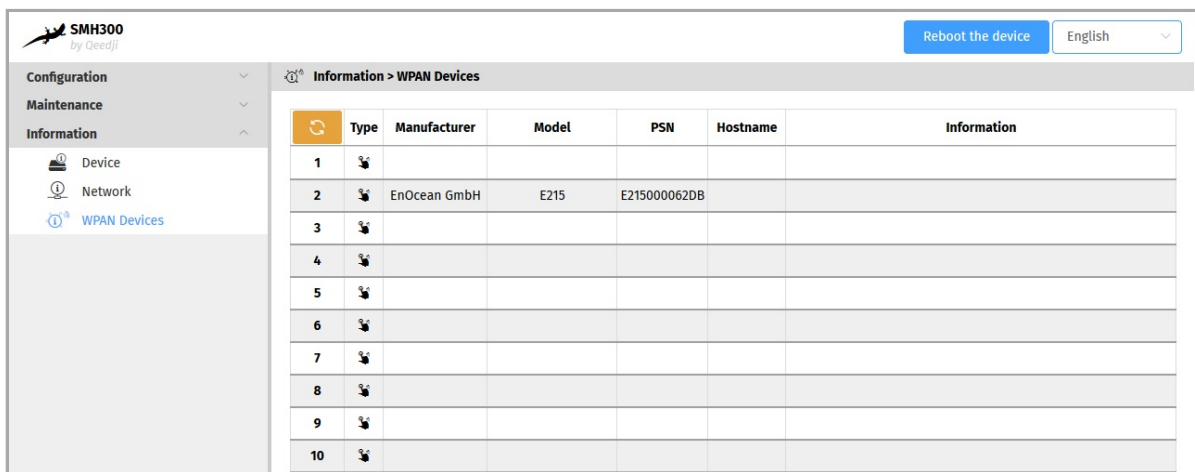 SMH300
by Qeedji
Reboot the device
English
Configuration
Maintenance
Information
Device
Network
WPAN Devices
Information > WPAN Devices
Type Manufacturer Model PSN Hostname Information
1
2 EnOcean GmbH E215 E215000062DB
3
4
5
6
7
8
9
10